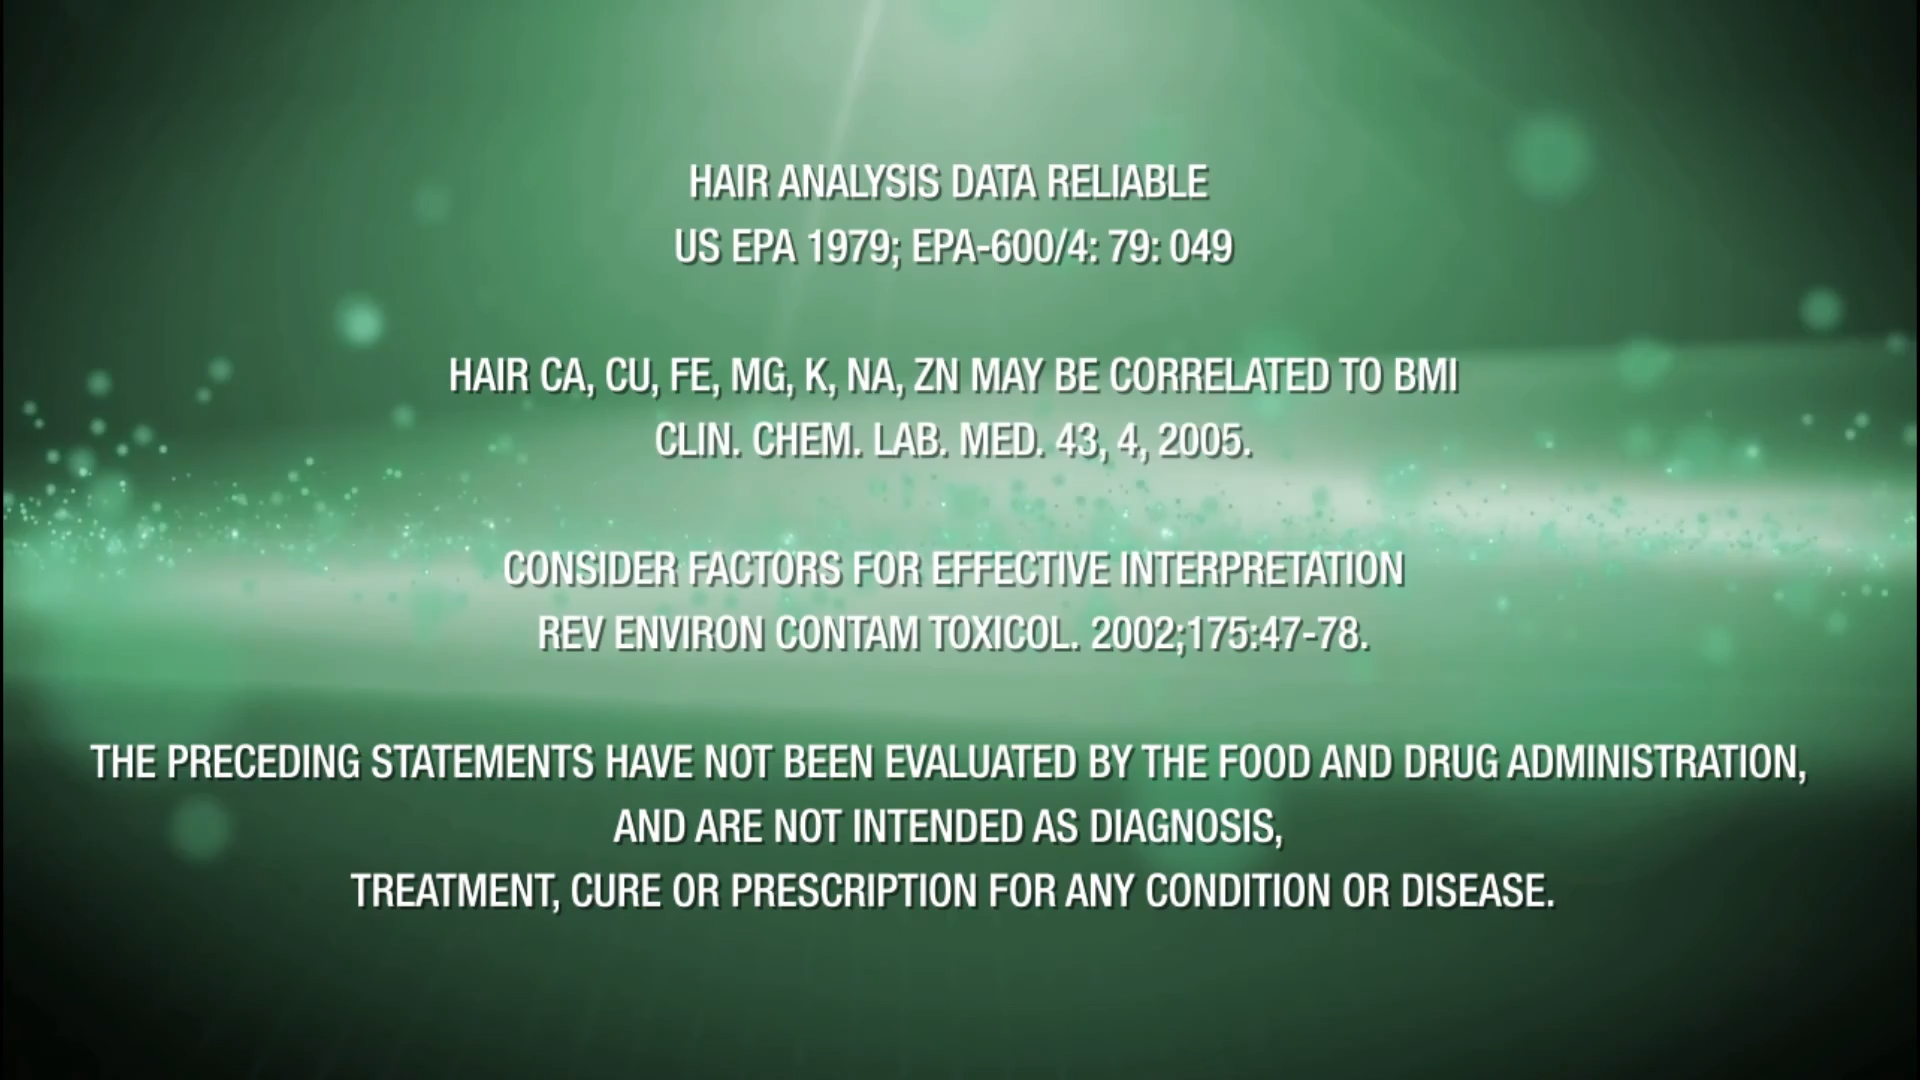 HAIR ANALYSIS DATA RELIABLE
US EPA 1979; EPA-600/4: 79: 049
HAIR CA, CU, FE, MG, K, NA, ZN MAY BE CORRELATED TO BMI
CLIN. CHEM. LAB. MED. 43, 4, 2005.
CONSIDER FACTORS FOR EFFECTIVE INTERPRETATION
REV ENVIRON CONTAM TOXICOL. 2002;175:47-78.
THE PRECEDING STATEMENTS HAVE NOT BEEN EVALUATED BY THE FOOD AND DRUG ADMINISTRATION,
AND ARE NOT INTENDED AS DIAGNOSIS,
TREATMENT, CURE OR PRESCRIPTION FOR ANY CONDITION OR DISEASE.